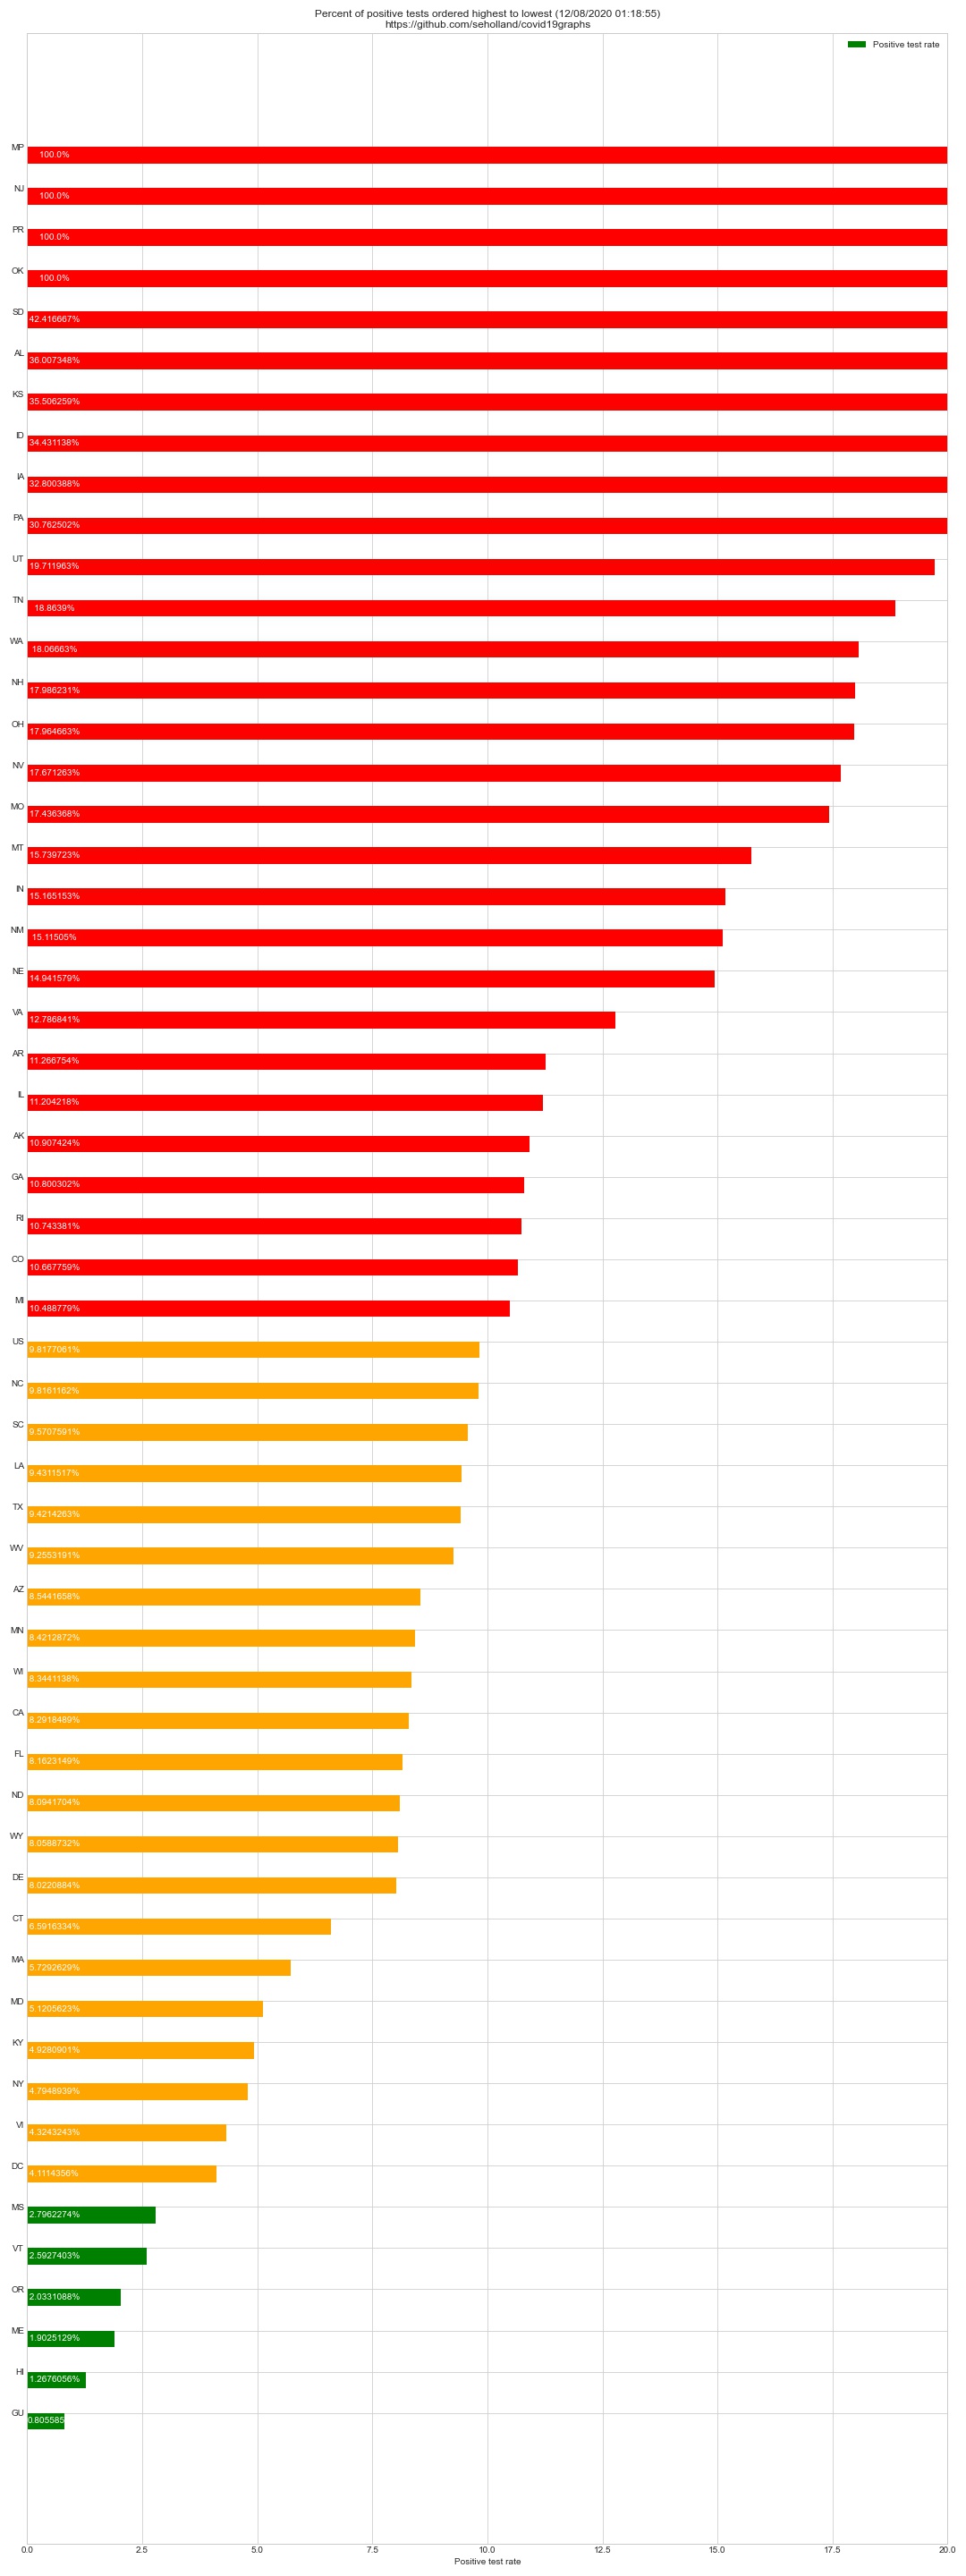 Percent of positive tests ordered highest to lowest (12/08/2020 01:18:55)
https://github.com/seholland/covid19graphs
Positive test rate
MP 100.0%
NJ 100.0%
PR 100.0%
OK 100.0%
SD 42.416667%
AL 36.007348%
KS 35.506259%
ID 34.431138%
IA 32.800388%
PA 30.762502%
UT 19.711963%
TN 18.8639%
WA 18.06663%
NH 17.986231%
OH 17.964663%
NV 17.671263%
MO 17.436368%
MT 15.739723%
IN 15.165153%
NM 15.11505%
NE 14.941579%
VA 12.786841%
AR 11.266754%
IL 11.204218%
AK 10.907424%
GA 10.800302%
RI 10.743381%
CO 10.667759%
MI 10.488779%
US 9.8177061%
NC 9.8161162%
SC 9.5707591%
LA 9.4311517%
TX 9.4214263%
WV 9.2553191%
AZ 8.5441658%
MN 8.4212872%
WI 8.3441138%
CA 8.2918489%
FL 8.1623149%
ND 8.0941704%
WY 8.0588732%
DE 8.0220884%
CT 6.5916334%
MA 5.7292629%
MD 5.1205623%
KY 4.9280901%
NY 4.7948939%
VI 4.3243243%
DC 4.1114356%
MS 2.7962274%
VT 2.5927403%
OR 2.0331088%
ME 1.9025129%
HI 1.2676056%
GU 0.805585
0.0 2.5 5.0 7.5 10.0 12.5 15.0 17.5 20.0
Positive test rate